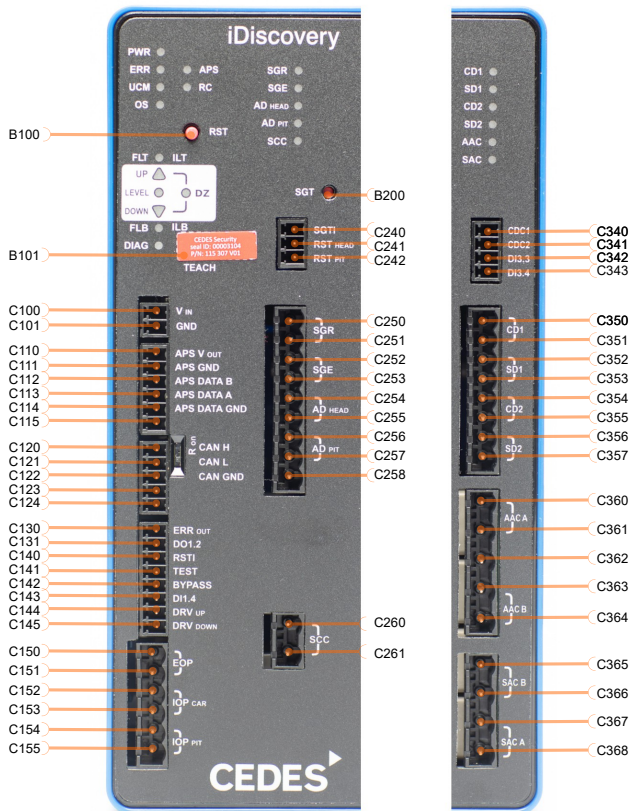 iDiscovery
PWR
ERR APS SGR CD1
UCM RC SGE SD1
OS AD HEAD CD2
AD PIT SD2
B100 RST SCC AAC
SAC
FLT ILT
UP
LEVEL DZ SGT B200
DOWN
FLB ILB
DIAG
CEDES Security
seal ID: 00003104
P/N: 115 307 V01
B101 TEACH
SGTI C240 CDC1 C340
RST HEAD C241 CDC2 C341
RST PIT C242 DI3.3 C342
DI3.4 C343
C100 V IN
C101 GND
C110 APS V OUT
C111 APS GND
C112 APS DATA B
C113 APS DATA A
C114 APS DATA GND
C115
C120 CAN H R on
C121 CAN L
C122 CAN GND
C123
C124
C130 ERR OUT
C131 DO1.2
C140 RSTI
C141 TEST
C142 BYPASS
C143 DI1.4
C144 DRV UP
C145 DRV DOWN
C150 EOP
C151
C152 IOP CAR
C153
C154 IOP PIT
C155
C250 SGR
C251
C252 SGE
C253
C254 AD HEAD
C255
C256 AD PIT
C257
C258
SCC C260
C261
C350 CD1
C351
C352 SD1
C353
C354 CD2
C355
C356 SD2
C357
C360 AAC A
C361
C362
C363 AAC B
C364
C365 SAC B
C366
C367 SAC A
C368
CEDES